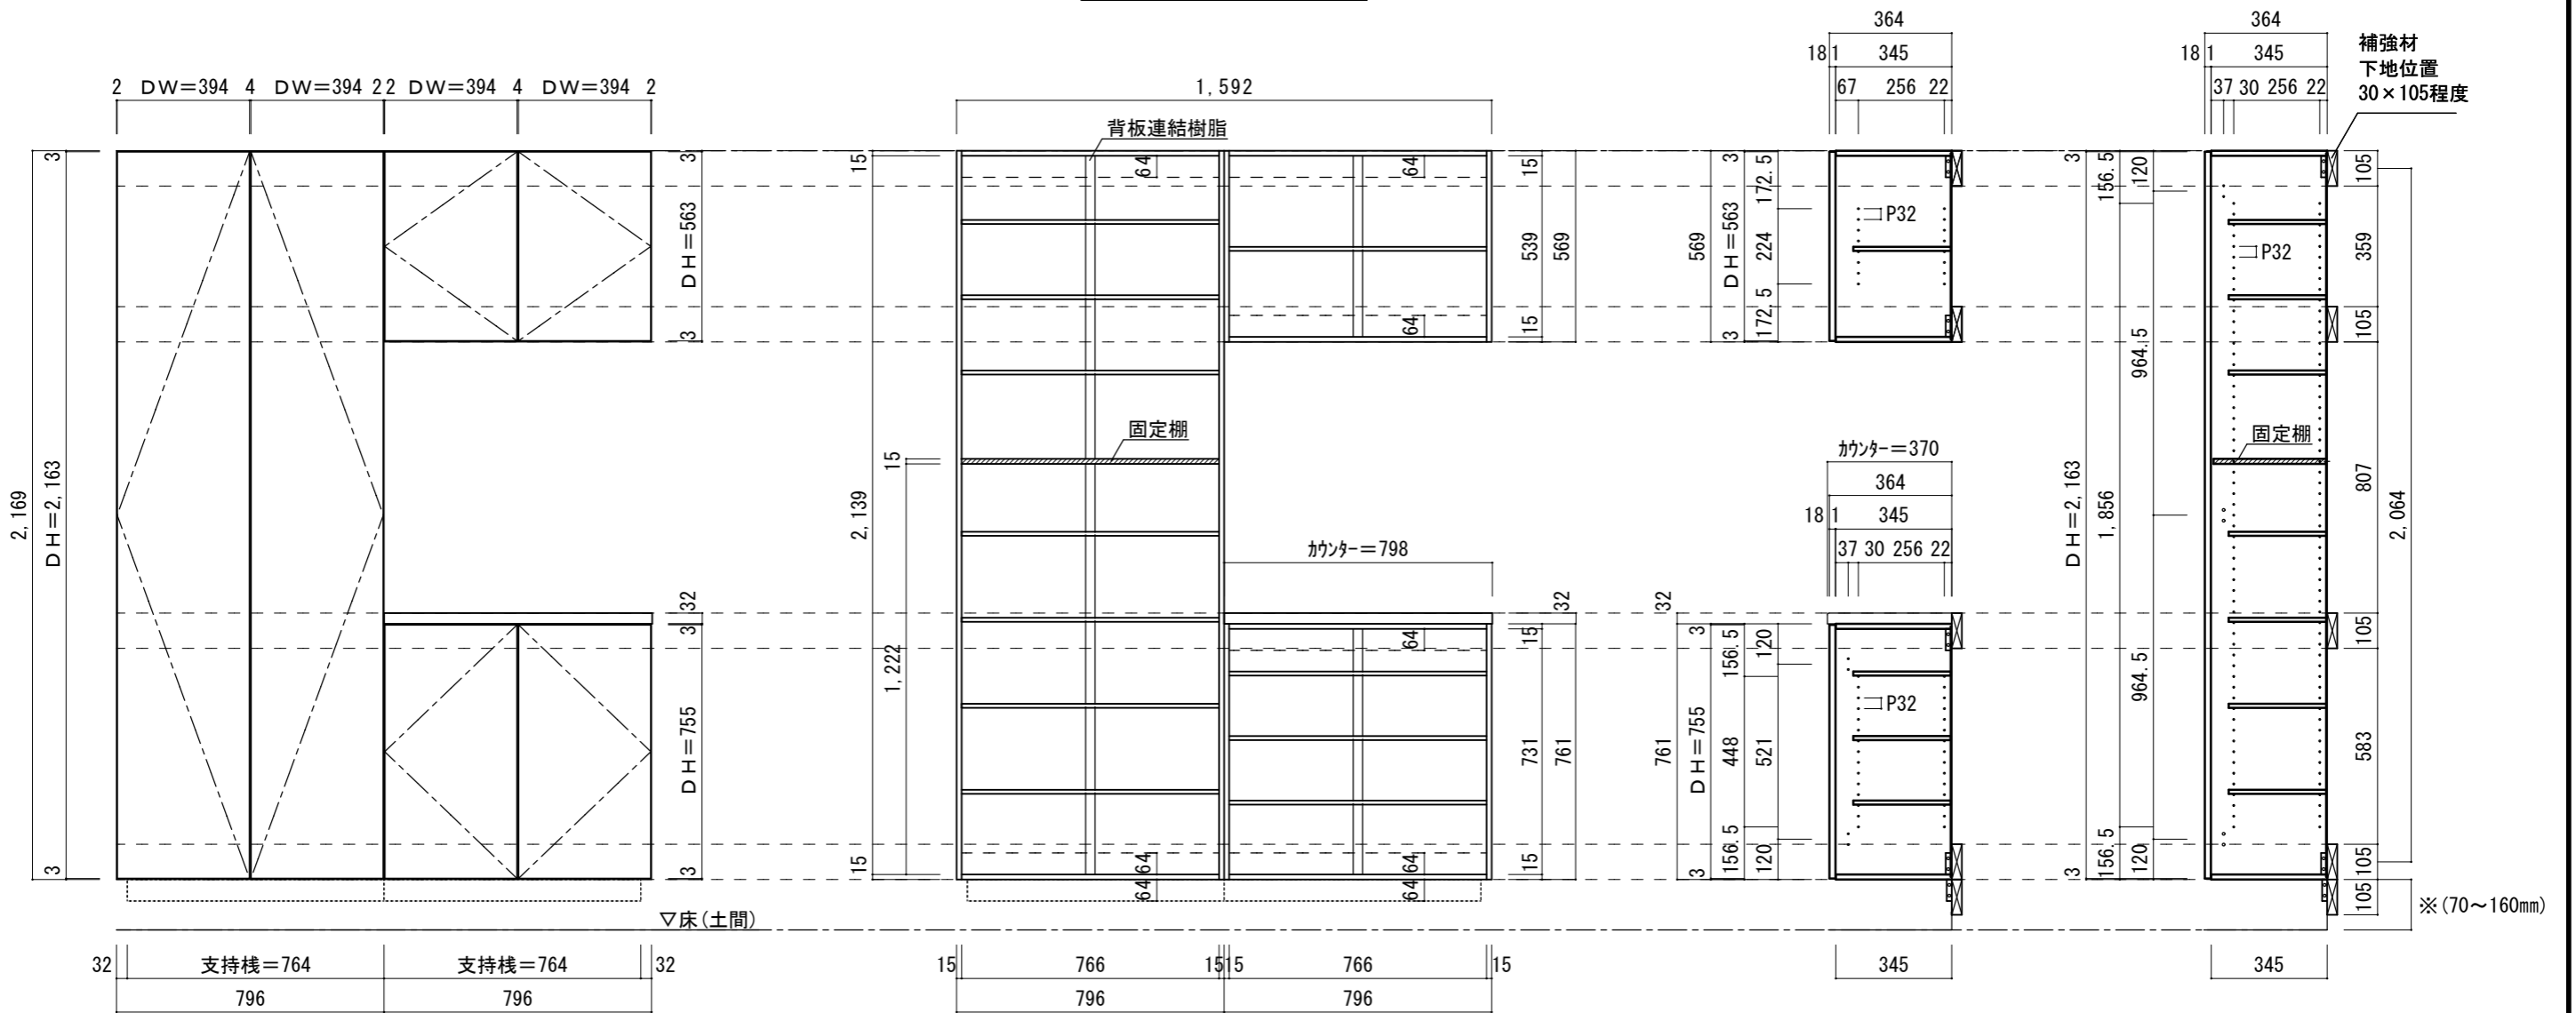 2 DW=394 4 DW=394 2 2 DW=394 4 DW=394 2
3
DH=2,163
2,169
3
3
DH=563
3
32
3
DH=755
3
▽床(土間)
32 支持桟=764 支持桟=764 32
796 796
1,592
背板連結樹脂
64
64
15
15
539
569
64
15
2,139
固定棚
15
1,222
カウンター=798
32
15
64
731
761
15
64
64
64
64
15
15 766 15 15 766 15
796 796
364
18 1 345
67 256 22
3
172.5
DH=563
569
224
P32
172.5
3
カウンター=370
364
18 1 345
37 30 256 22
32
3
156.5
120
P32
761
DH=755
448
521
156.5
120
3
345
364
18 1 345
37 30 256 22
補強材
下地位置
30×105程度
3
156.5
120
105
P32
359
105
964.5
固定棚
DH=2,163
1,856
807
2,064
105
964.5
583
156.5
120
3
105
105
※(70~160mm)
345